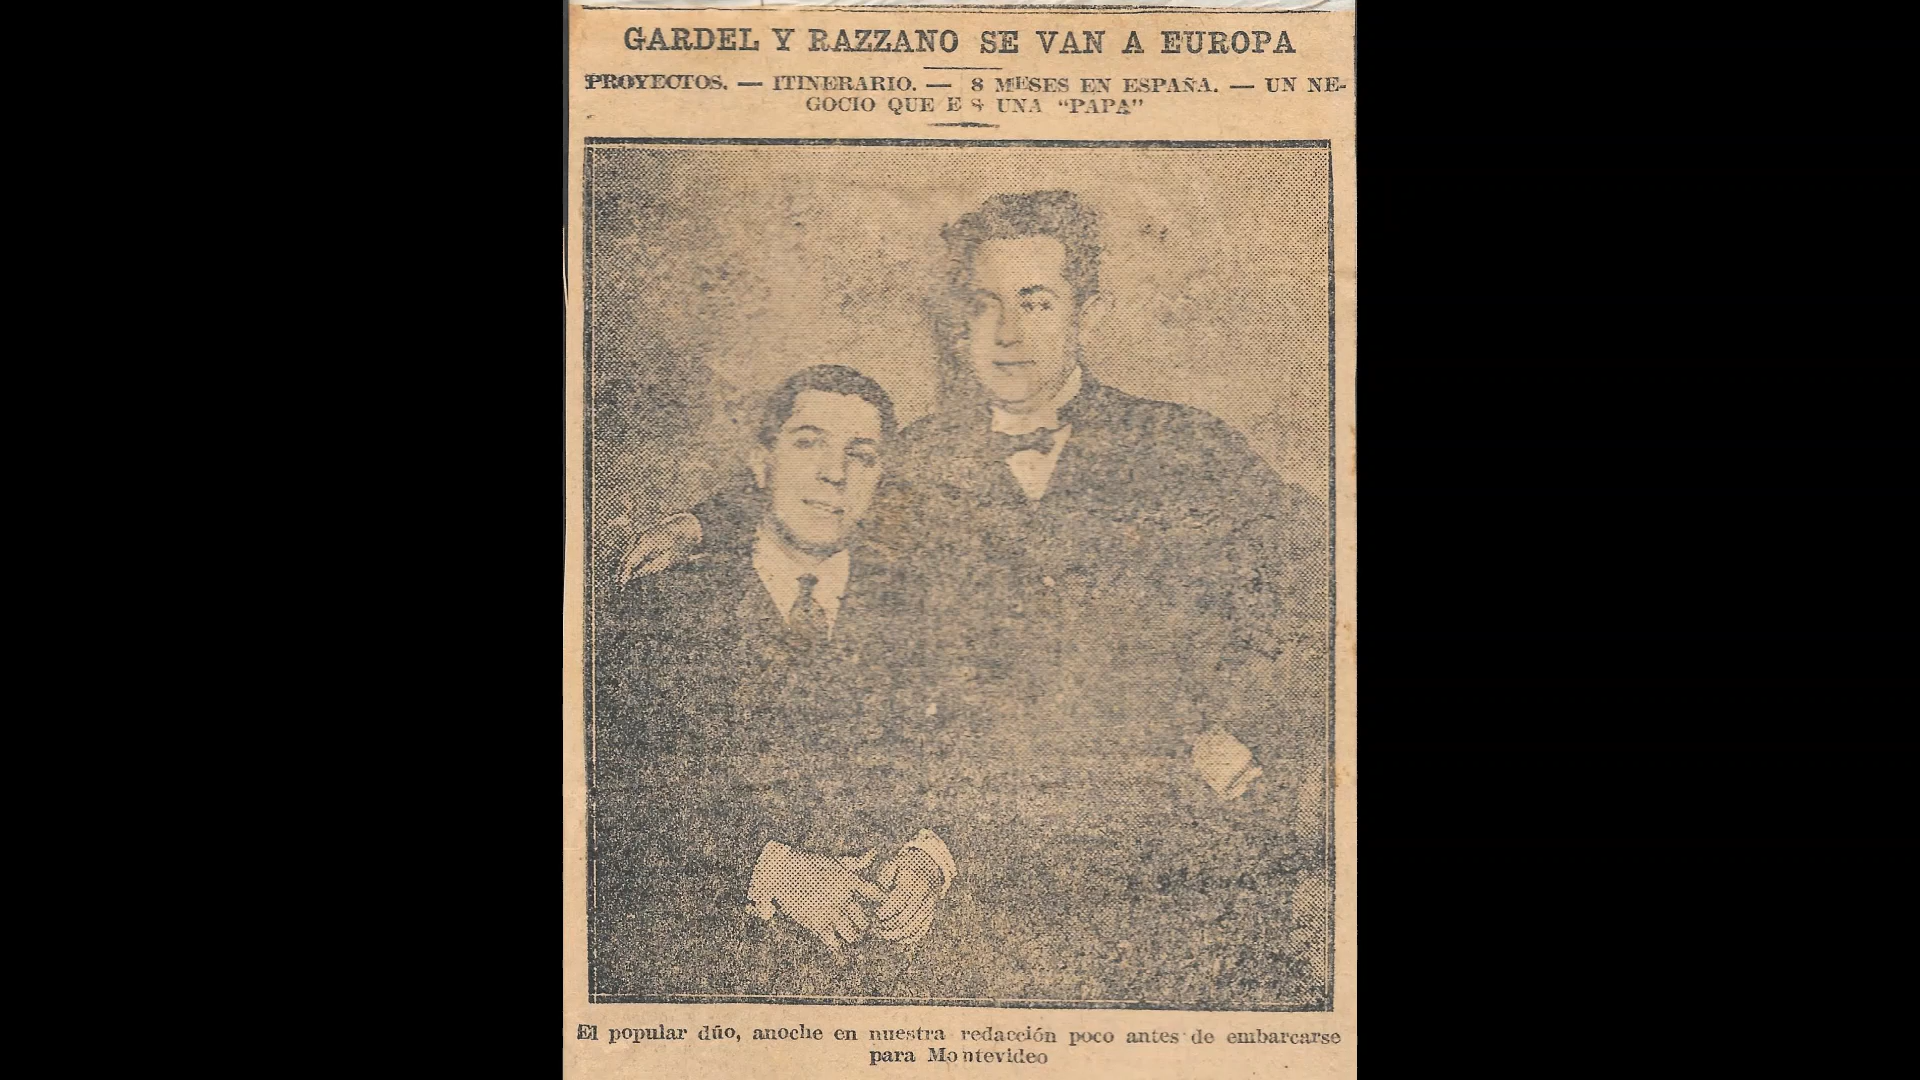 GARDEL Y RAZZANO SE VAN A EUROPA
PROYECTOS. — ITINERARIO. — 8 MESES EN ESPAÑA. — UN NE-
GOCIO QUE ES UNA “PAPA”
El popular dúo, anoche en nuestra redacción poco antes de embarcarse
para Montevideo